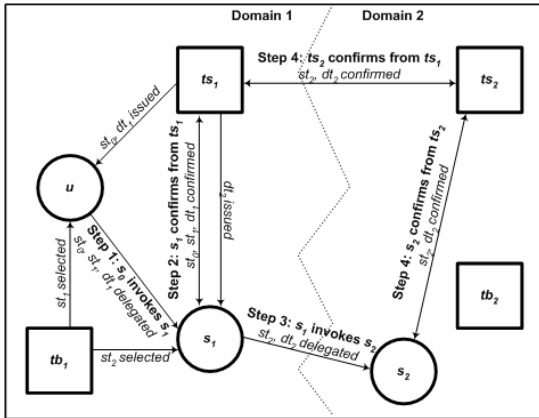 Domain 1
Domain 2
Step 4: ts2 confirms from ts1
st2, dt2 confirmed
ts1
ts2
st0, dt1 issued
Step 2: s1 confirms from ts1
st0, st1, dt1 confirmed
dt2 issued
Step 4: s2 confirms from ts2
st2, dt2 confirmed
u
Step 1: s0 invokes s1
st0, st1, dt1 delegated
st1 selected
tb2
Step 3: s1 invokes s2
st2, dt2 delegated
s1
tb1
st2 selected
s2